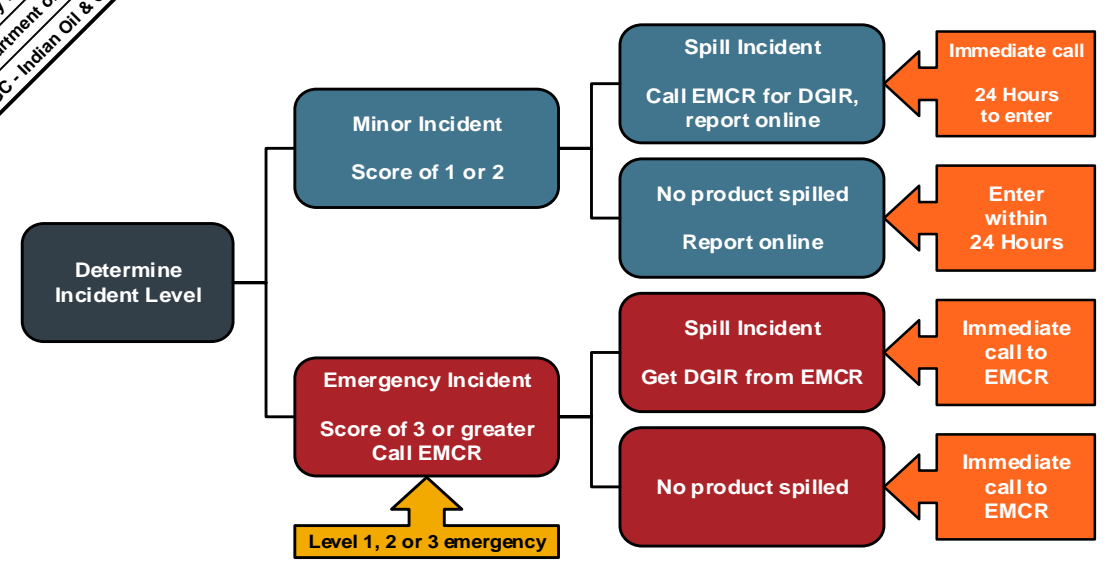 artment o
C - Indian Oil &
Determine
Incident Level
Minor Incident
Score of 1 or 2
Spill Incident
Call EMCR for DGIR,
report online
Immediate call
24 Hours
to enter
No product spilled
Report online
Enter
within
24 Hours
Emergency Incident
Score of 3 or greater
Call EMCR
Level 1, 2 or 3 emergency
Spill Incident
Get DGIR from EMCR
Immediate
call to
EMCR
No product spilled
Immediate
call to
EMCR